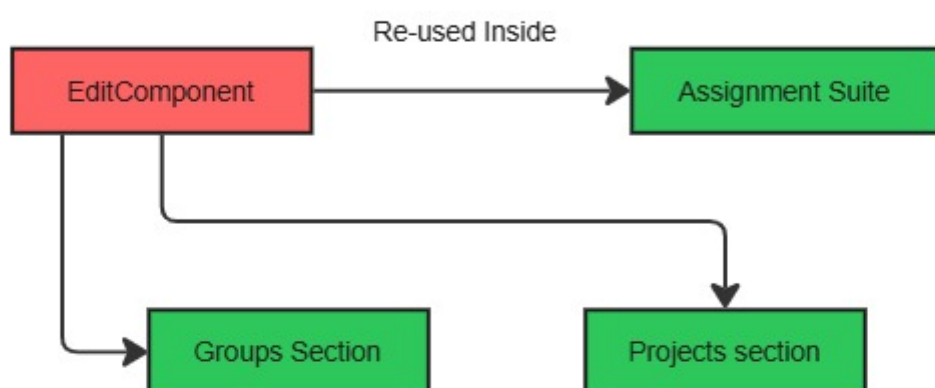 Re-used Inside
EditComponent
Assignment Suite
Groups Section
Projects section